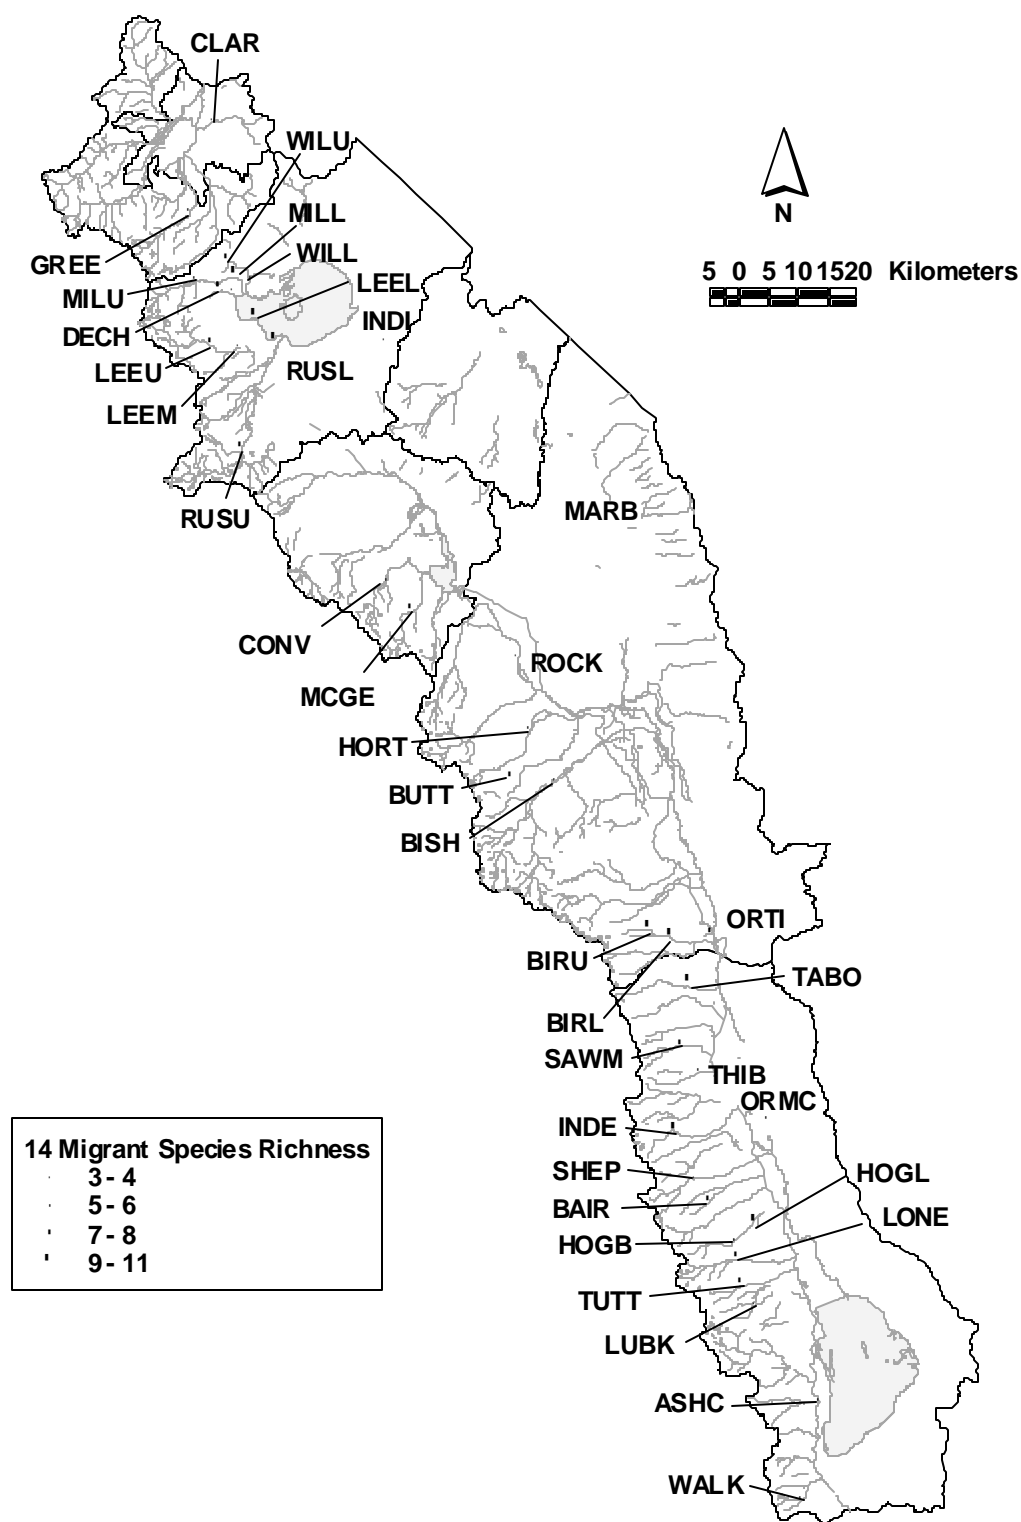 CLAR
WILU
MILL
WILL
GREE
LEEL
MILU
INDI
DECH
RUSL
LEEU
LEEM
RUSU
N
5 0 5 10 15 20 Kilometers
MARB
CONV
ROCK
MCGE
HORT
BUTT
BISH
ORTI
BIRU
TABO
BIRL
SAWM
THIB
ORMC
INDE
SHEP
HOGL
BAIR
LONE
HOGB
TUTT
LUBK
ASHC
WALK
14 Migrant Species Richness
3 - 4
5 - 6
7 - 8
9 - 11